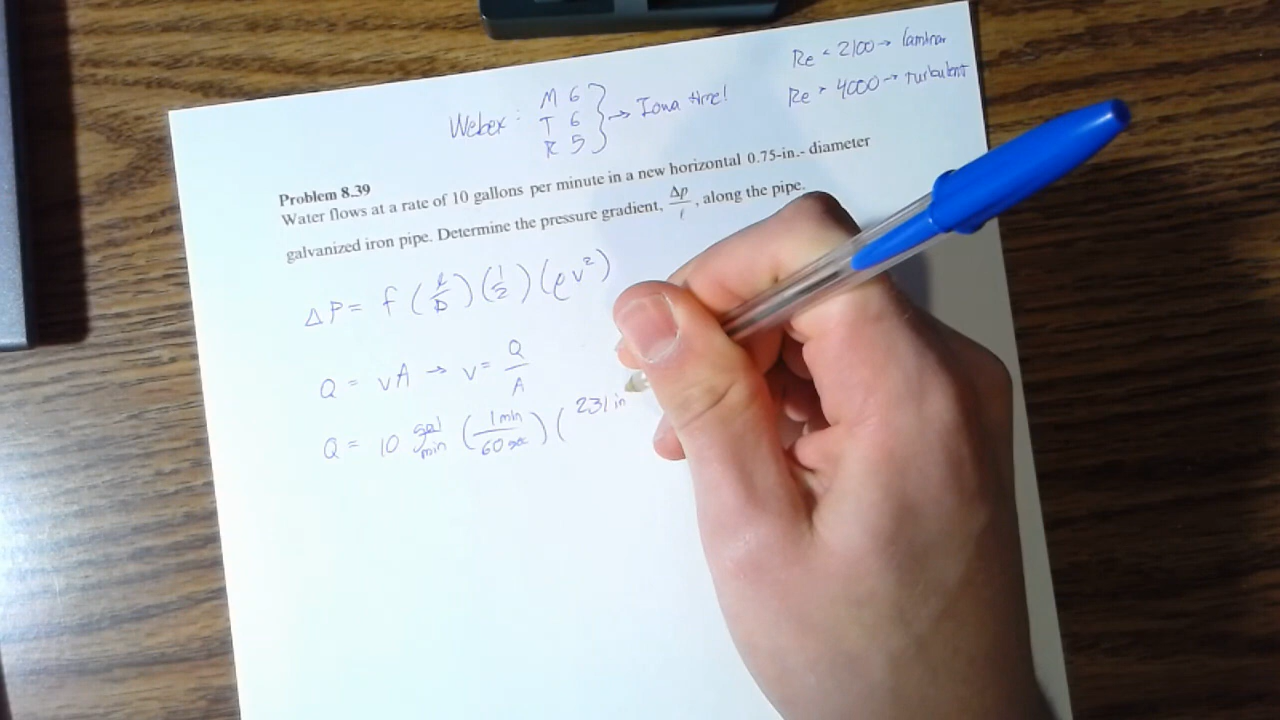 Re < 2100 → laminar
Re > 4000 → turbulent
Webex: M 6
T 6
R 5
} → Iowa time!
Problem 8.39
Water flows at a rate of 10 gallons per minute in a new horizontal 0.75-in.- diameter
galvanized iron pipe. Determine the pressure gradient, Δp/ℓ, along the pipe.
ΔP = f (ℓ/D) (1/2) (ρv²)
Q = vA → v = Q/A
Q = 10 gal/min (1 min/60 sec) ( 231 in